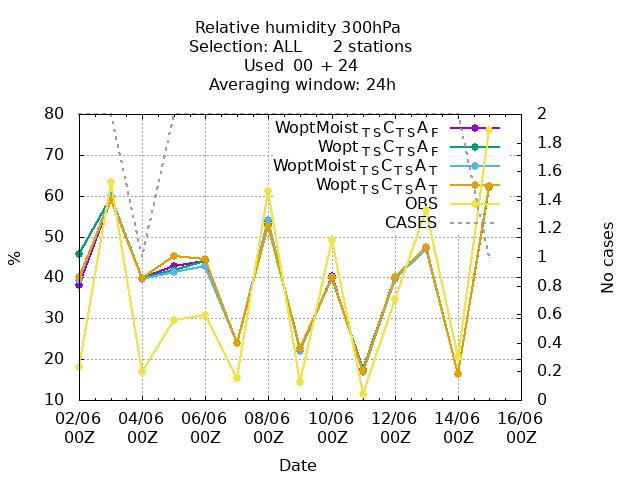 Relative humidity 300hPa
Selection: ALL 2 stations
Used 00 + 24
Averaging window: 24h
80 2
70 1.8
60 1.6
50 1.4
40 1.2
30 1
20 0.8
10 0.6
0.4
0.2
0
WoptMoist TS C TS A F
Wopt TS C TS A F
WoptMoist TS C TS A T
Wopt TS C TS A T
OBS
CASES
%
No cases
02/06 04/06 06/06 08/06 10/06 12/06 14/06 16/06
00Z 00Z 00Z 00Z 00Z 00Z 00Z 00Z
Date